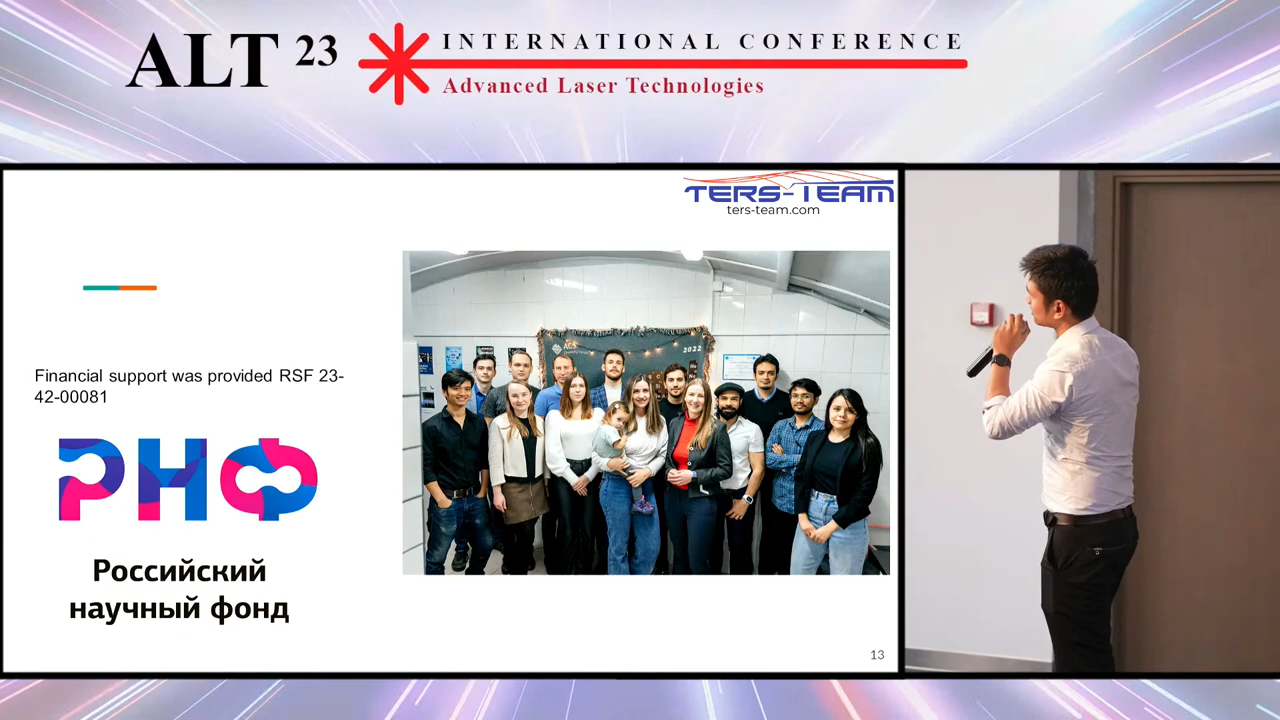 ALT 23
INTERNATIONAL CONFERENCE
Advanced Laser Technologies
TERS-TEAM
ters-team.com
2022
Financial support was provided RSF 23-
42-00081
РНФ
Российский
научный фонд
13